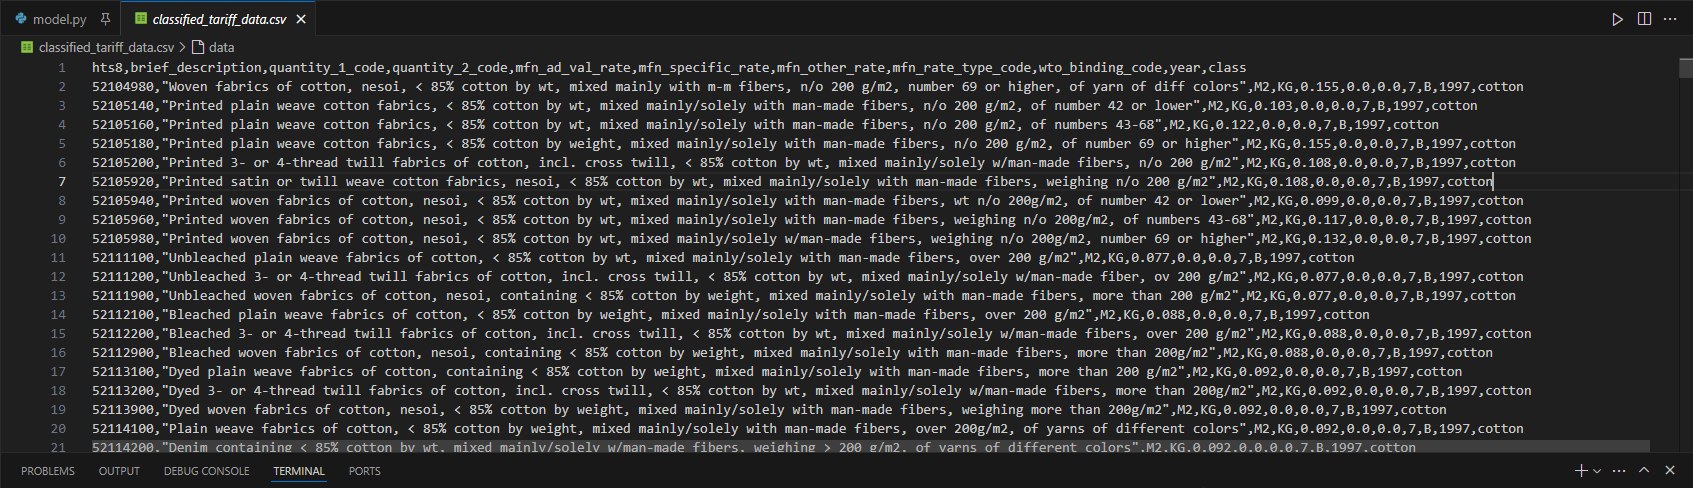 model.py classified_tariff_data.csv
classified_tariff_data.csv > data
1 hts8,brief_description,quantity_1_code,quantity_2_code,mfn_ad_val_rate,mfn_specific_rate,mfn_other_rate,mfn_rate_type_code,wto_binding_code,year,class
2 52104980,"Woven fabrics of cotton, nesoi, < 85% cotton by wt, mixed mainly with m-m fibers, n/o 200 g/m2, number 69 or higher, of yarn of diff colors",M2,KG,0.155,0.0,0.0,7,B,1997,cotton
3 52105140,"Printed plain weave cotton fabrics, < 85% cotton by wt, mixed mainly/solely with man-made fibers, n/o 200 g/m2, of number 42 or lower",M2,KG,0.103,0.0,0.0,7,B,1997,cotton
4 52105160,"Printed plain weave cotton fabrics, < 85% cotton by wt, mixed mainly/solely with man-made fibers, n/o 200 g/m2, of numbers 43-68",M2,KG,0.122,0.0,0.0,7,B,1997,cotton
5 52105180,"Printed plain weave cotton fabrics, < 85% cotton by weight, mixed mainly/solely with man-made fibers, n/o 200 g/m2, of number 69 or higher",M2,KG,0.155,0.0,0.0,7,B,1997,cotton
6 52105200,"Printed 3- or 4-thread twill fabrics of cotton, incl. cross twill, < 85% cotton by wt, mixed mainly/solely w/man-made fibers, n/o 200 g/m2",M2,KG,0.108,0.0,0.0,7,B,1997,cotton
7 52105920,"Printed satin or twill weave cotton fabrics, nesoi, < 85% cotton by wt, mixed mainly/solely with man-made fibers, weighing n/o 200 g/m2",M2,KG,0.108,0.0,0.0,7,B,1997,cotton
8 52105940,"Printed woven fabrics of cotton, nesoi, < 85% cotton by wt, mixed mainly/solely with man-made fibers, wt n/o 200g/m2, of number 42 or lower",M2,KG,0.099,0.0,0.0,7,B,1997,cotton
9 52105960,"Printed woven fabrics of cotton, nesoi, < 85% cotton by wt, mixed mainly/solely with man-made fibers, weighing n/o 200g/m2, of numbers 43-68",M2,KG,0.117,0.0,0.0,7,B,1997,cotton
10 52105980,"Printed woven fabrics of cotton, nesoi, < 85% cotton by wt, mixed mainly/solely w/man-made fibers, weighing n/o 200g/m2, number 69 or higher",M2,KG,0.132,0.0,0.0,7,B,1997,cotton
11 52111100,"Unbleached plain weave fabrics of cotton, < 85% cotton by wt, mixed mainly/solely with man-made fibers, over 200 g/m2",M2,KG,0.077,0.0,0.0,7,B,1997,cotton
12 52111200,"Unbleached 3- or 4-thread twill fabrics of cotton, incl. cross twill, < 85% cotton by wt, mixed mainly/solely w/man-made fiber, ov 200 g/m2",M2,KG,0.077,0.0,0.0,7,B,1997,cotton
13 52111900,"Unbleached woven fabrics of cotton, nesoi, containing < 85% cotton by weight, mixed mainly/solely with man-made fibers, more than 200 g/m2",M2,KG,0.077,0.0,0.0,7,B,1997,cotton
14 52112100,"Bleached plain weave fabrics of cotton, < 85% cotton by weight, mixed mainly/solely with man-made fibers, over 200 g/m2",M2,KG,0.088,0.0,0.0,7,B,1997,cotton
15 52112200,"Bleached 3- or 4-thread twill fabrics of cotton, incl. cross twill, < 85% cotton by wt, mixed mainly/solely w/man-made fibers, over 200 g/m2",M2,KG,0.088,0.0,0.0,7,B,1997,cotton
16 52112900,"Bleached woven fabrics of cotton, nesoi, containing < 85% cotton by weight, mixed mainly/solely with man-made fibers, more than 200g/m2",M2,KG,0.088,0.0,0.0,7,B,1997,cotton
17 52113100,"Dyed plain weave fabrics of cotton, containing < 85% cotton by weight, mixed mainly/solely with man-made fibers, more than 200 g/m2",M2,KG,0.092,0.0,0.0,7,B,1997,cotton
18 52113200,"Dyed 3- or 4-thread twill fabrics of cotton, incl. cross twill, < 85% cotton by wt, mixed mainly/solely w/man-made fibers, more than 200g/m2",M2,KG,0.092,0.0,0.0,7,B,1997,cotton
19 52113900,"Dyed woven fabrics of cotton, nesoi, < 85% cotton by weight, mixed mainly/solely with man-made fibers, weighing more than 200g/m2",M2,KG,0.092,0.0,0.0,7,B,1997,cotton
20 52114100,"Plain weave fabrics of cotton, < 85% cotton by weight, mixed mainly/solely with man-made fibers, over 200g/m2, of yarns of different colors",M2,KG,0.092,0.0,0.0,7,B,1997,cotton
21 52114200,"Denim containing < 85% cotton by wt, mixed mainly/solely w/man-made fibers, weighing > 200 g/m2, of yarns of different colors",M2,KG,0.092,0.0,0.0,7,B,1997,cotton
PROBLEMS OUTPUT DEBUG CONSOLE TERMINAL PORTS